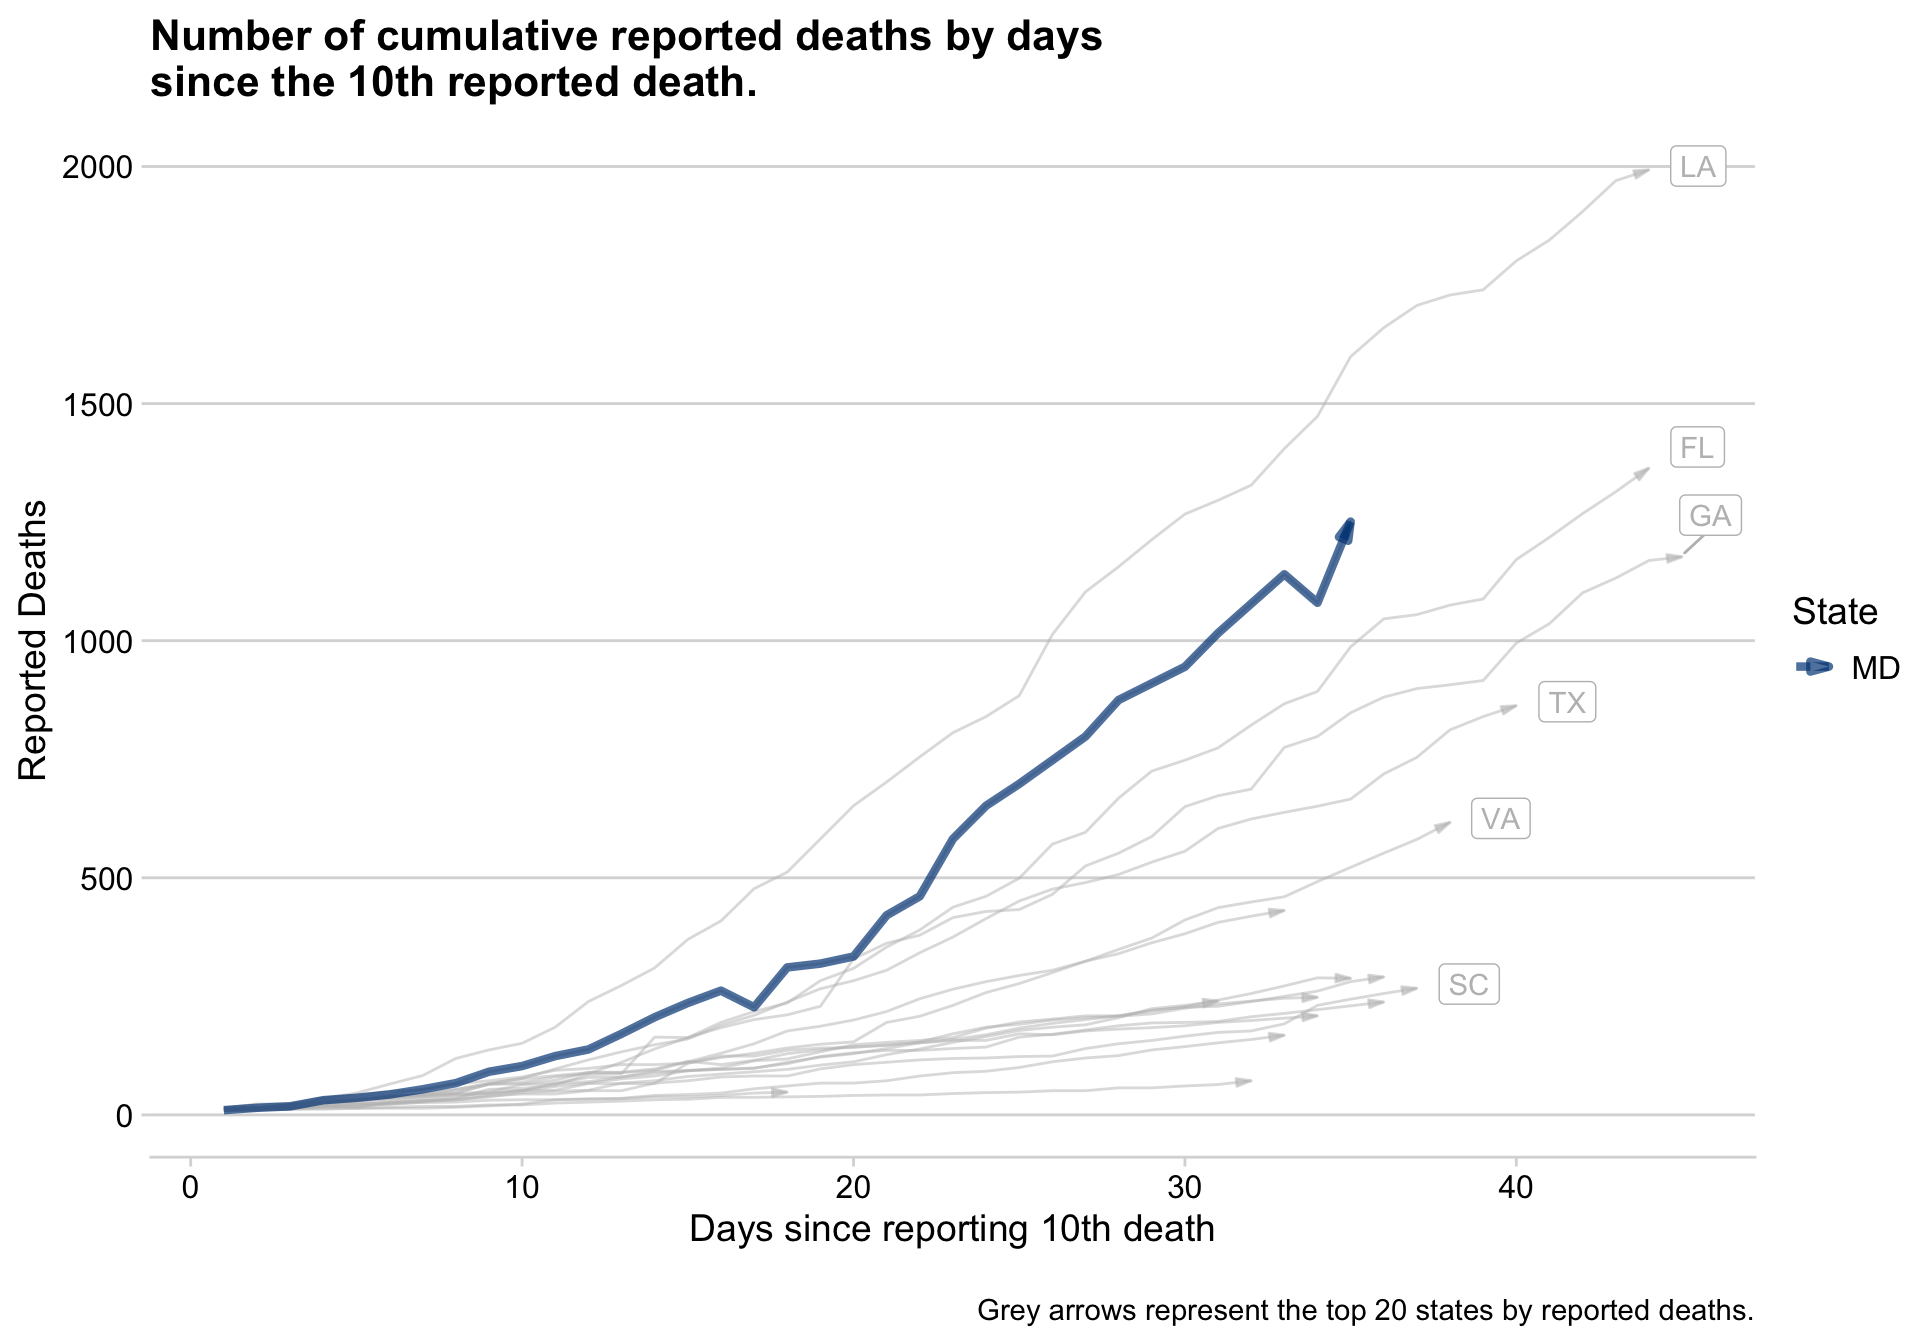 Number of cumulative reported deaths by days
since the 10th reported death.
2000
1500
1000
500
0
Reported Deaths
LA
FL
GA
TX
VA
SC
State
MD
0 10 20 30 40
Days since reporting 10th death
Grey arrows represent the top 20 states by reported deaths.